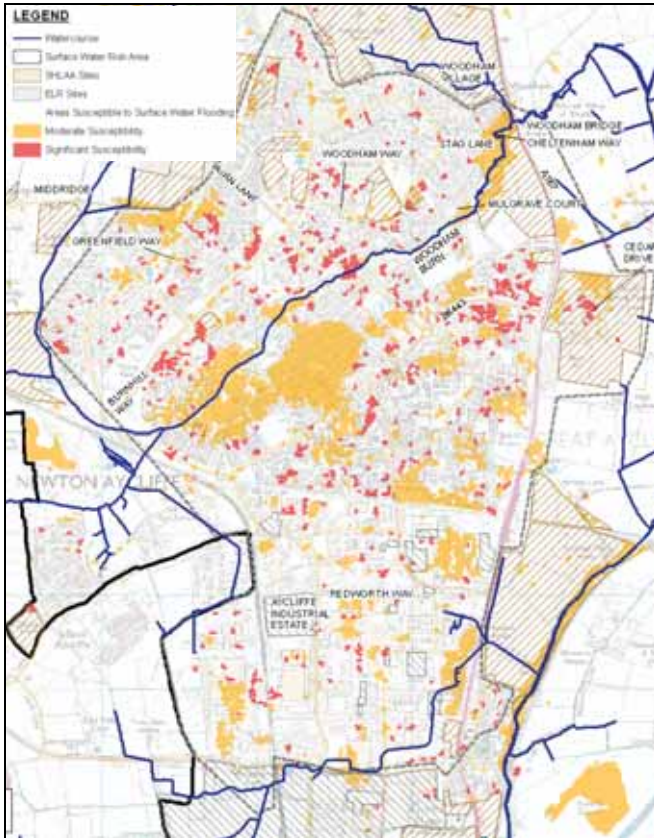 LEGEND
Watercourse
Surface Water Risk Area
SHLAA Sites
ELR Sites
Areas Susceptible to Surface Water Flooding
Moderate Susceptibility
Significant Susceptibility
WOODHAM
VILLAGE
WOODHAM BRIDGE
STAG LANE
CHELTENHAM WAY
WOODHAM WAY
BURN LANE
A167
MIDDRIDGE
MULGRAVE COURT
GREENFIELD WAY
WOODHAM
BURN
CEDAR
DRIVE
B6443
BURNHILL
WAY
NEWTON AYCLIFFE
REDWORTH WAY
AYCLIFFE
INDUSTRIAL
ESTATE